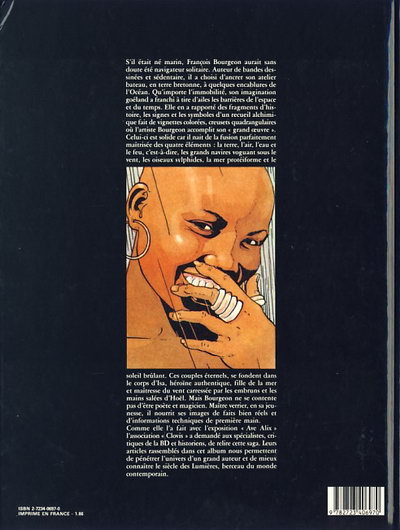 S'il était né matin, François Bourgeon aurait sans
doute été navigateur solitaire. Auteur de bandes des-
sinées et sédentaire, il a choisi d'ancrer son atelier
bateau, en terre bretonne, à quelques encablures de
l'Océan. Qu'importe l'immobilité, son imagination
goéland a franchi à tire d'ailes les barrières de l'espace
et du temps. Elle en a rapporté des fragments d'his-
toire, les signes et les symboles d'un recueil alchimi-
que fait de vignettes colorées, creusets quadrangulaires
où l'artiste Bourgeon accomplit son « grand œuvre ».
Celui-ci est solide car il naît de la fusion parfaitement
maîtrisée des quatre éléments : la terre, l'air, l'eau et
le feu, c'est-à-dire, les grands navires voguant sous le
vent, les oiseaux sylphides, la mer protéiforme et le
soleil brûlant. Ces couples éternels, se fondent dans
le corps d'Isa, héroïne authentique, fille de la mer
et maîtresse du vent caressée par les embruns et les
mains salées d'Hoël. Mais Bourgeon ne se contente
pas d'être poète et magicien. Maître verrier, en sa jeu-
nesse, il nourrit ses images de faits bien réels et
d'informations techniques de première main.
Comme elle l'a fait avec l'exposition « Ave Alix »
l'association « Clovis » a demandé aux spécialistes, cri-
tiques de la BD et historiens, de relire cette saga. Leurs
articles rassemblés dans cet album nous permettent
de pénétrer l'univers d'un grand auteur et de mieux
connaître le siècle des Lumières, berceau du monde
contemporain.
ISBN 2-7234-0697-0
IMPRIMÉ EN FRANCE - 1.86
9 782723 406970